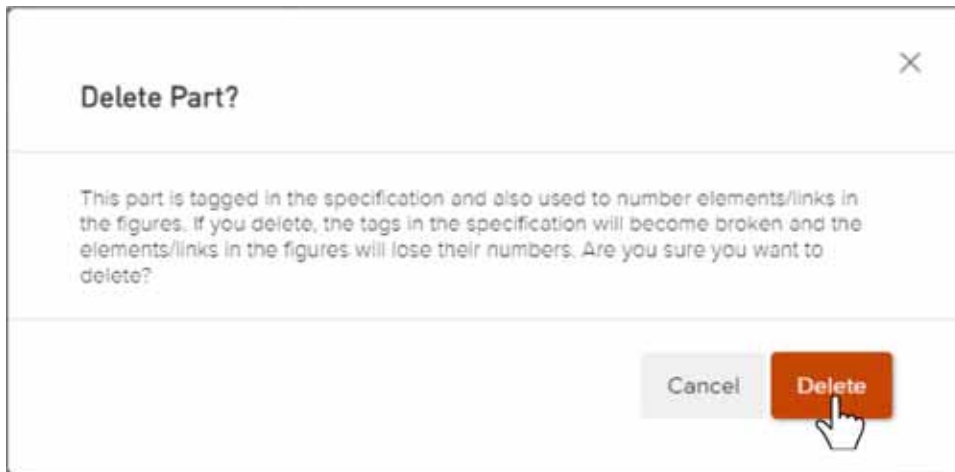 Delete Part?
This part is tagged in the specification and also used to number elements/links in
the figures. If you delete, the tags in the specification will become broken and the
elements/links in the figures will lose their numbers. Are you sure you want to
delete?
Cancel Delete